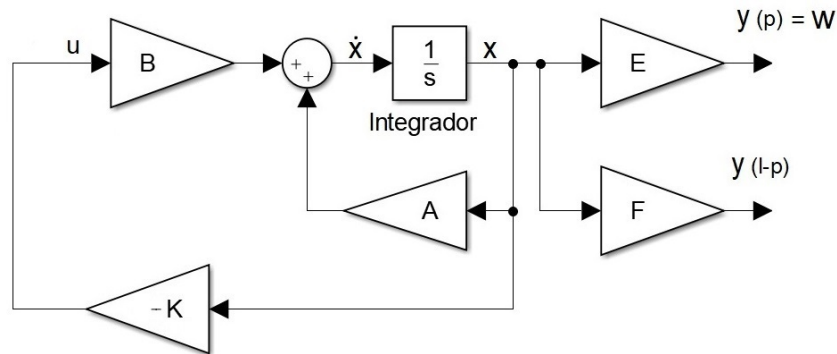 y (p) = w
u
B
+
+
ẋ
1
s
x
E
Integrador
y (l-p)
A
F
-K